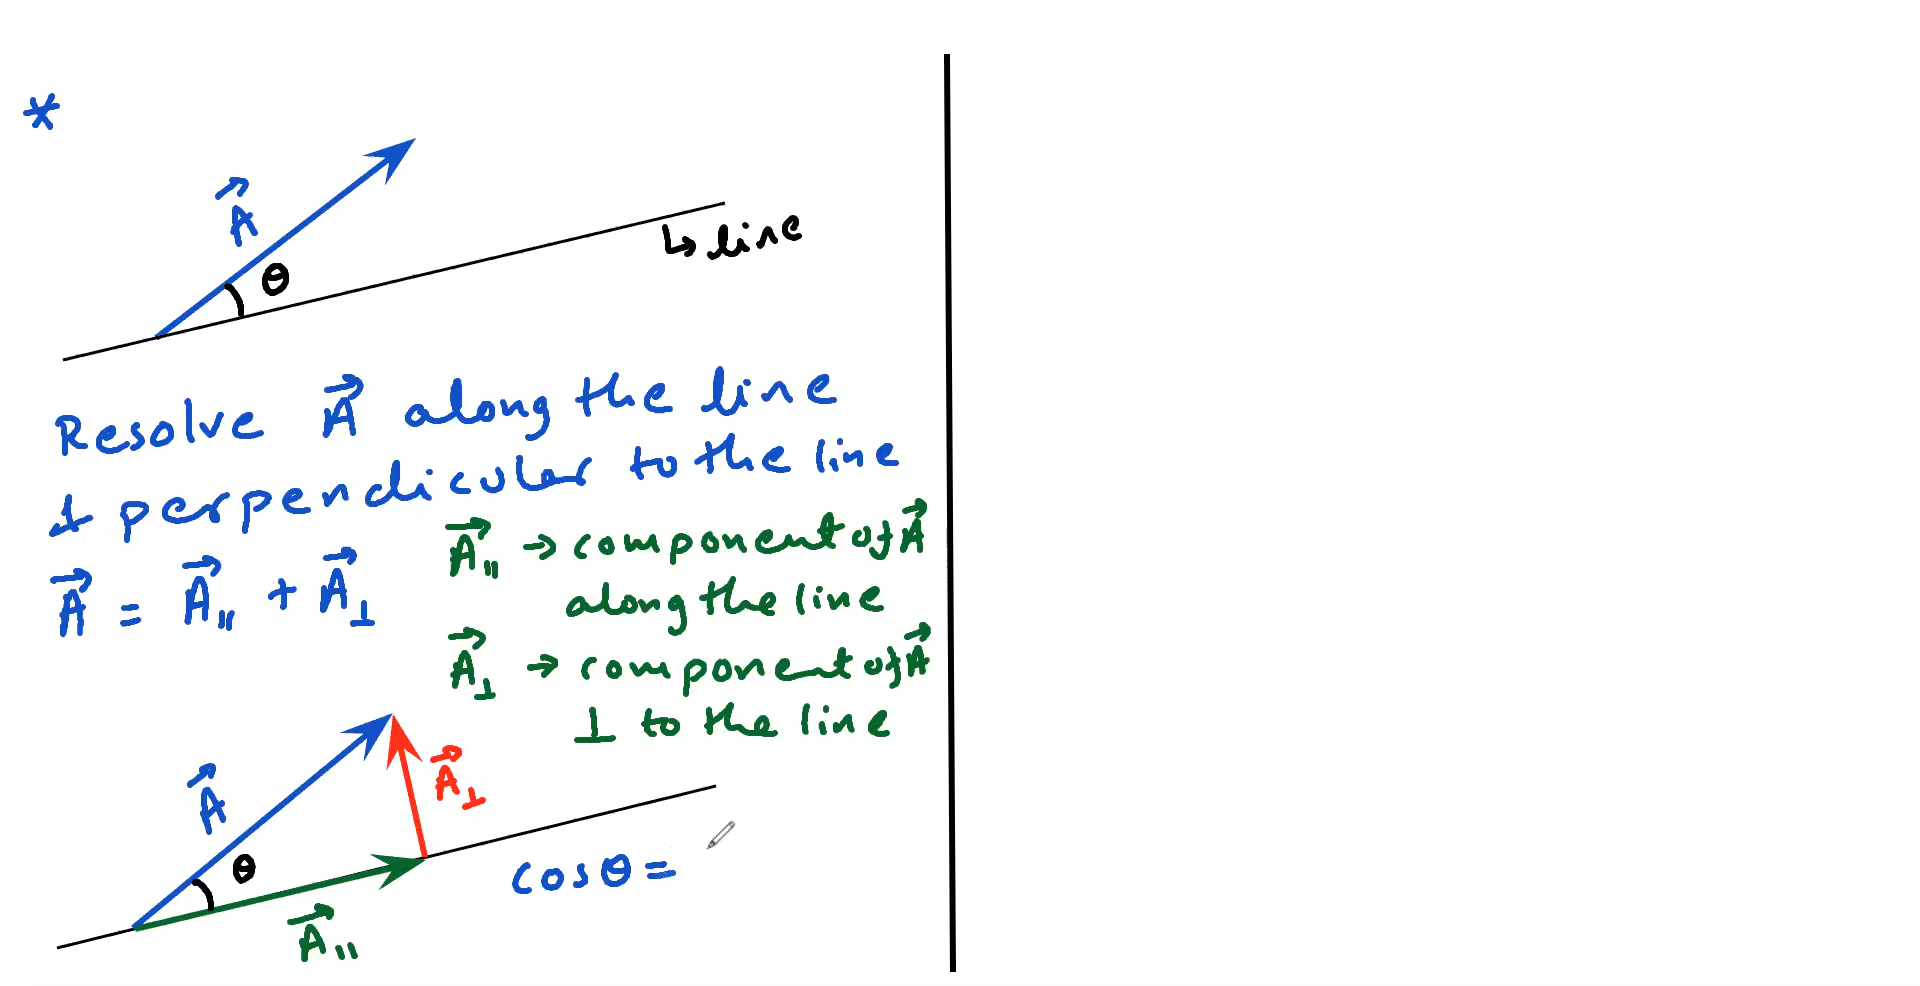 *
A⃗
θ
↳ line
Resolve A⃗ along the line
⊥ perpendicular to the line
A⃗ = A⃗∥ + A⃗⊥
A⃗∥ → component of A⃗
along the line
A⃗⊥ → component of A⃗
⊥ to the line
A⃗
θ
A⃗⊥
A⃗∥
cosθ =